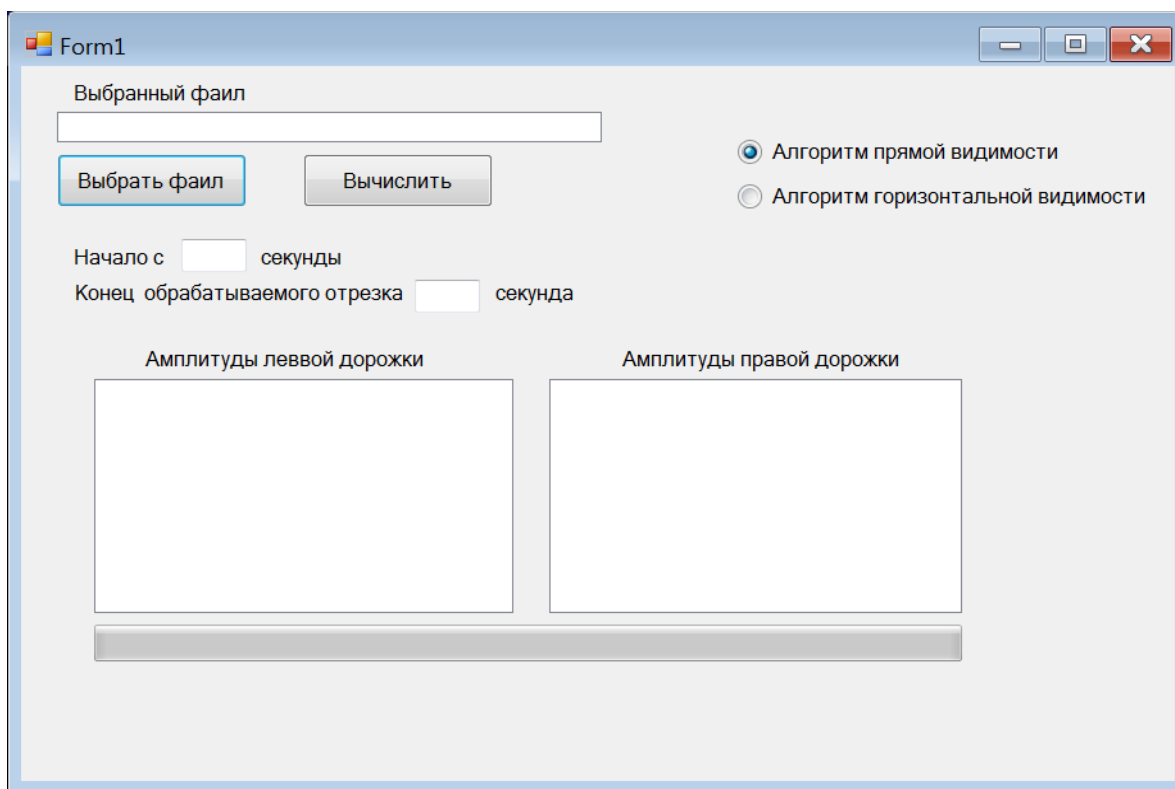 Form1
Выбранный фаил
Выбрать фаил
Вычислить
Алгоритм прямой видимости
Алгоритм горизонтальной видимости
Начало с секунды
Конец обрабатываемого отрезка секунда
Амплитуды леввой дорожки
Амплитуды правой дорожки